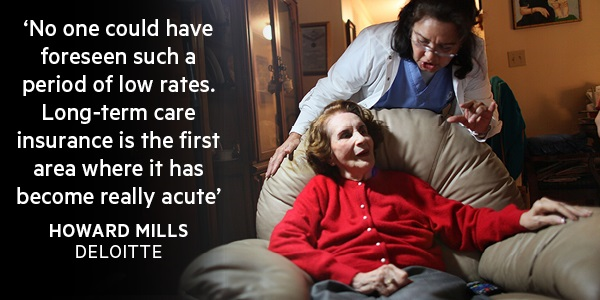 ‘No one could have
foreseen such a
period of low rates.
Long-term care
insurance is the first
area where it has
become really acute’
HOWARD MILLS
DELOITTE